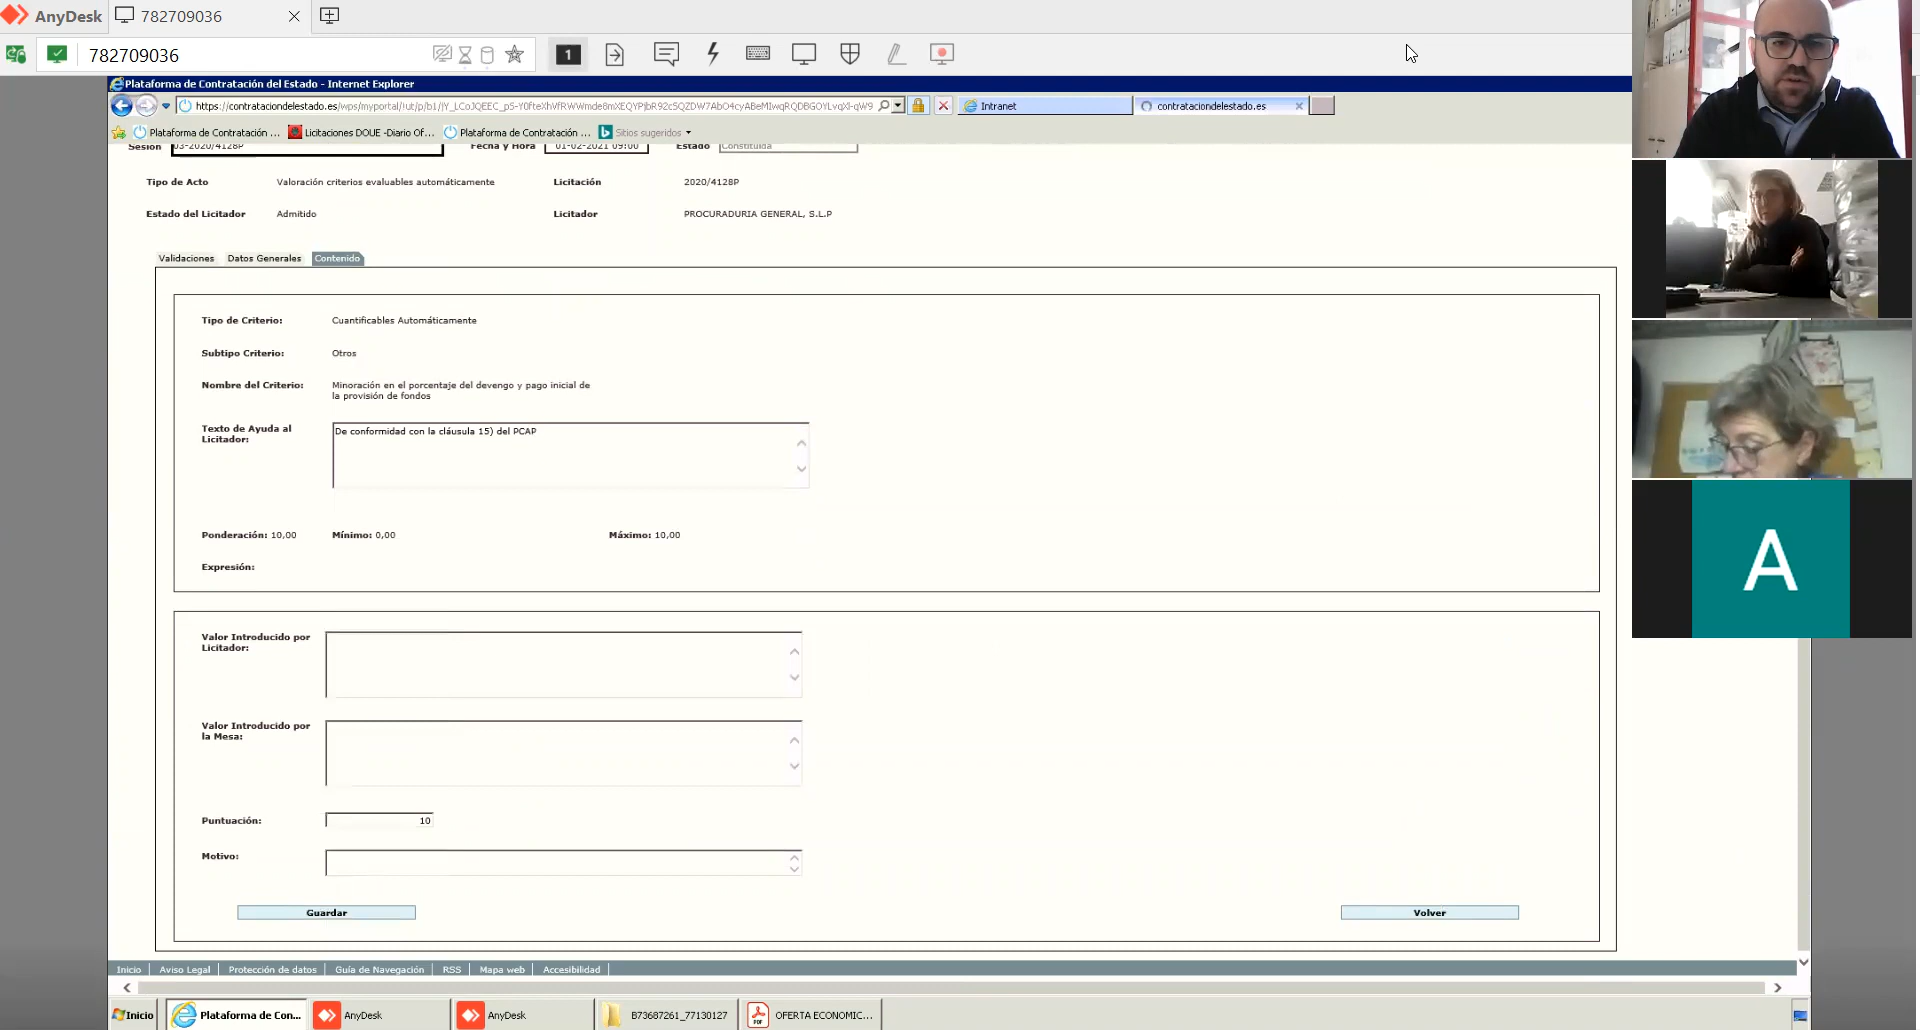 AnyDesk
782709036
782709036
1
Plataforma de Contratación del Estado - Internet Explorer
Intranet
contrataciondelestado.es
Plataforma de Contratación ...
Licitaciones DOUE -Diario Of...
Plataforma de Contratación ...
Sitios sugeridos
Sesión
03-2020/4128P
Fecha y Hora
01-02-2021 09:00
Estado
Constituida
Tipo de Acto
Valoración criterios evaluables automáticamente
Licitación
2020/4128P
Estado del Licitador
Admitido
Licitador
PROCURADURIA GENERAL, S.L.P
Validaciones
Datos Generales
Contenido
Tipo de Criterio:
Cuantificables Automáticamente
Subtipo Criterio:
Otros
Nombre del Criterio:
Minoración en el porcentaje del devengo y pago inicial de
la provisión de fondos
Texto de Ayuda al
Licitador:
De conformidad con la cláusula 15) del PCAP
Ponderación: 10,00
Mínimo: 0,00
Máximo: 10,00
Expresión:
Valor Introducido por
Licitador:
Valor Introducido por
la Mesa:
Puntuación:
10
Motivo:
Guardar
Volver
Inicio
Aviso Legal
Protección de datos
Guía de Navegación
RSS
Mapa web
Accesibilidad
Inicio
Plataforma de Con...
AnyDesk
AnyDesk
B73687261_77130127
OFERTA ECONOMIC...
A